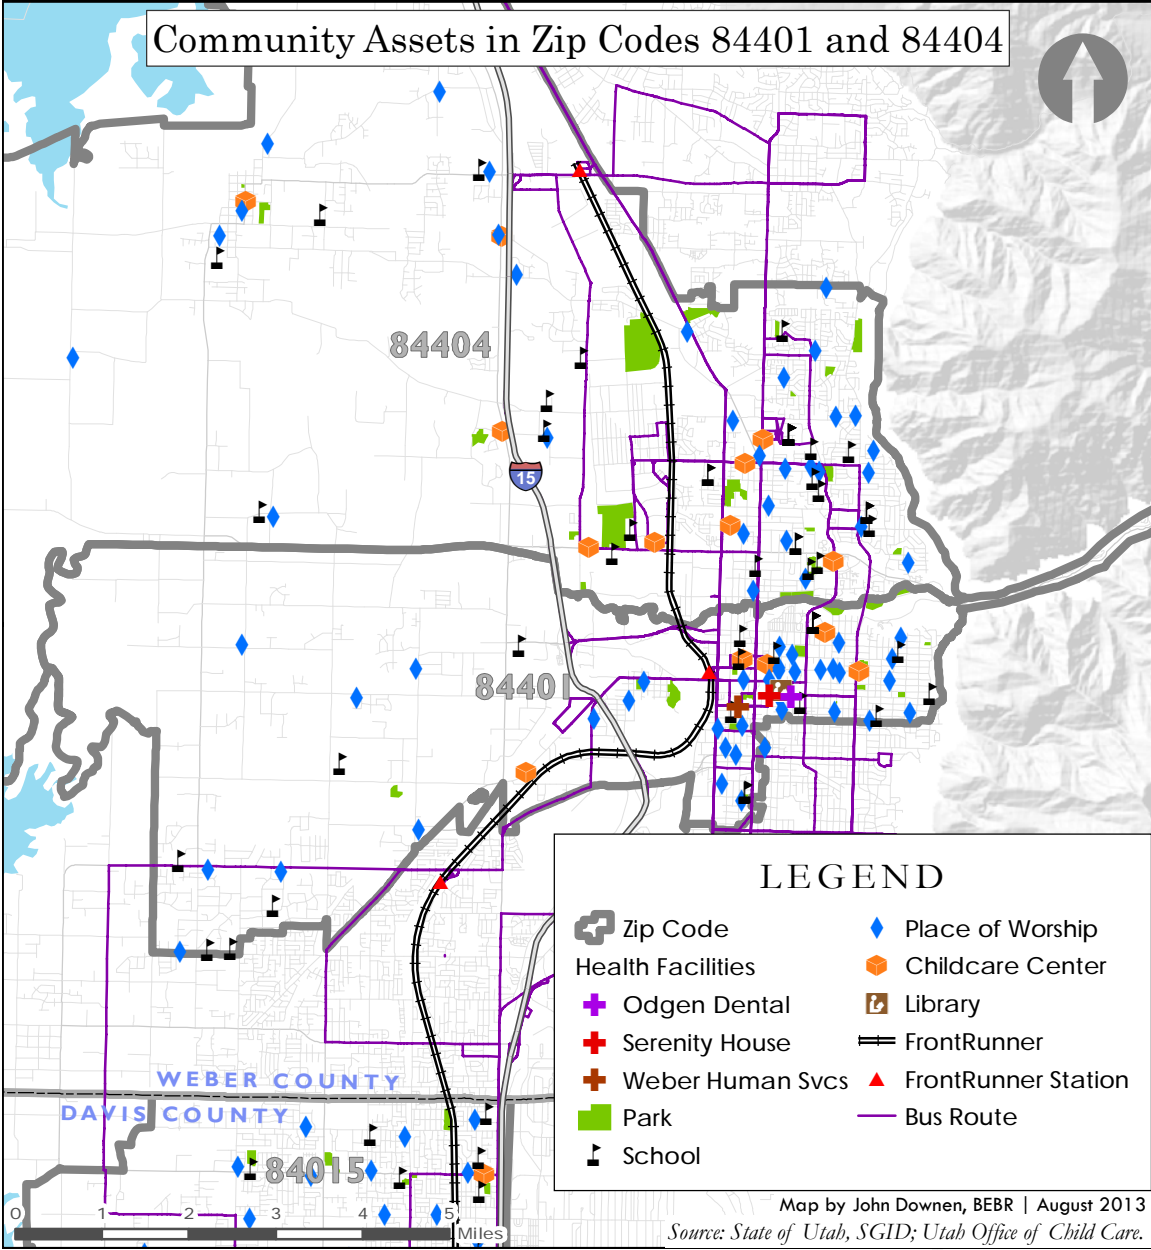 Community Assets in Zip Codes 84401 and 84404
84404
15
84401
WEBER COUNTY
DAVIS COUNTY
84015
LEGEND
Zip Code
Health Facilities
Odgen Dental
Serenity House
Weber Human Svcs
Park
School
Place of Worship
Childcare Center
Library
FrontRunner
FrontRunner Station
Bus Route
0 1 2 3 4 5
Miles
Map by John Downen, BEBR | August 2013
Source: State of Utah, SGID; Utah Office of Child Care.